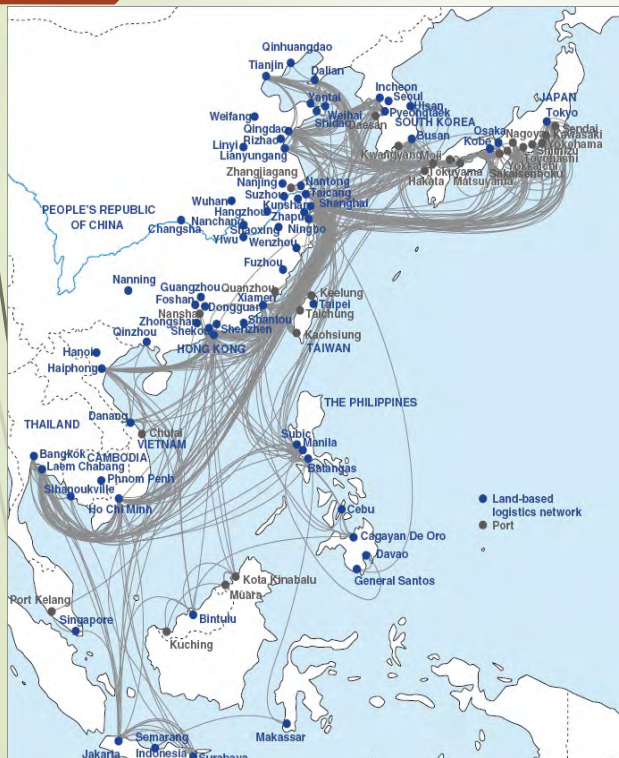 Qinhuangdao
Tianjin
Dalian
Yantai
Weihai
Shidao
Weifang
Qingdao
Rizhao
Linyi
Lianyungang
Incheon
Seoul
Ulsan
Pyeongtaek
Daesan
SOUTH KOREA
Busan
Kwangyang
JAPAN
Tokyo
Sendai
Kawasaki
Yokohama
Shimizu
Toyohashi
Nagoya
Osaka
Kobe
Yokkaichi
Sakaisenboku
Moji
Tokuyama
Hakata
Matsuyama
Zhangjiagang
Nanjing
Nantong
Suzhou
Taicang
Kunshan
Shanghai
Wuhan
Hangzhou
Zhapu
PEOPLE'S REPUBLIC
OF CHINA
Nanchang
Changsha
Shaoxing
Ningbo
Yiwu
Wenzhou
Fuzhou
Nanning
Guangzhou
Quanzhou
Foshan
Xiamen
Dongguan
Keelung
Taipei
Nansha
Taichung
Zhongshan
Shantou
Shekou
Shenzhen
Qinzhou
Kaohsiung
HONG KONG
TAIWAN
Hanoi
Haiphong
THE PHILIPPINES
Danang
THAILAND
Chulai
VIETNAM
Subic
Manila
Bangkok
CAMBODIA
Batangas
Laem Chabang
Phnom Penh
Sihanoukville
Ho Chi Minh
Land-based
logistics network
Port
Cebu
Cagayan De Oro
Davao
General Santos
Kota Kinabalu
Muara
Port Kelang
Singapore
Bintulu
Kuching
Semarang
Makassar
Jakarta
Indonesia
Surabaya